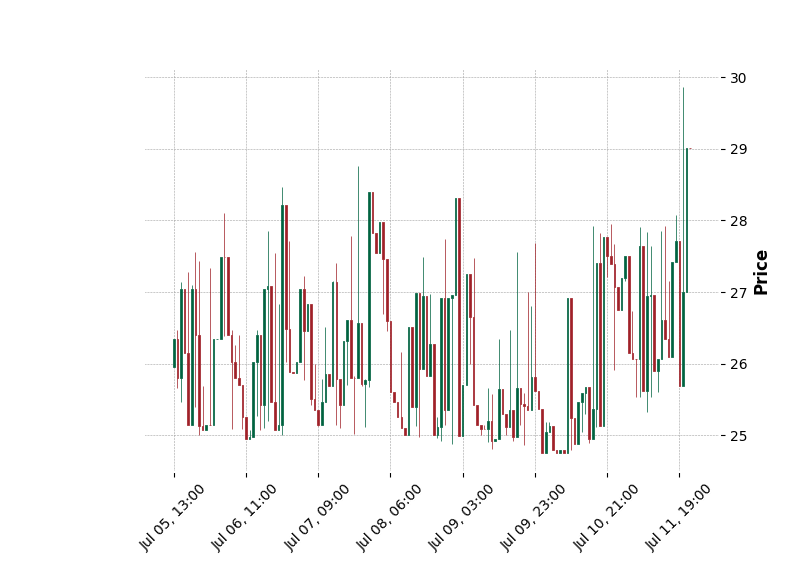 30
29
28
27
26
25
Price
Jul 05, 13:00
Jul 06, 11:00
Jul 07, 09:00
Jul 08, 06:00
Jul 09, 03:00
Jul 09, 23:00
Jul 10, 21:00
Jul 11, 19:00